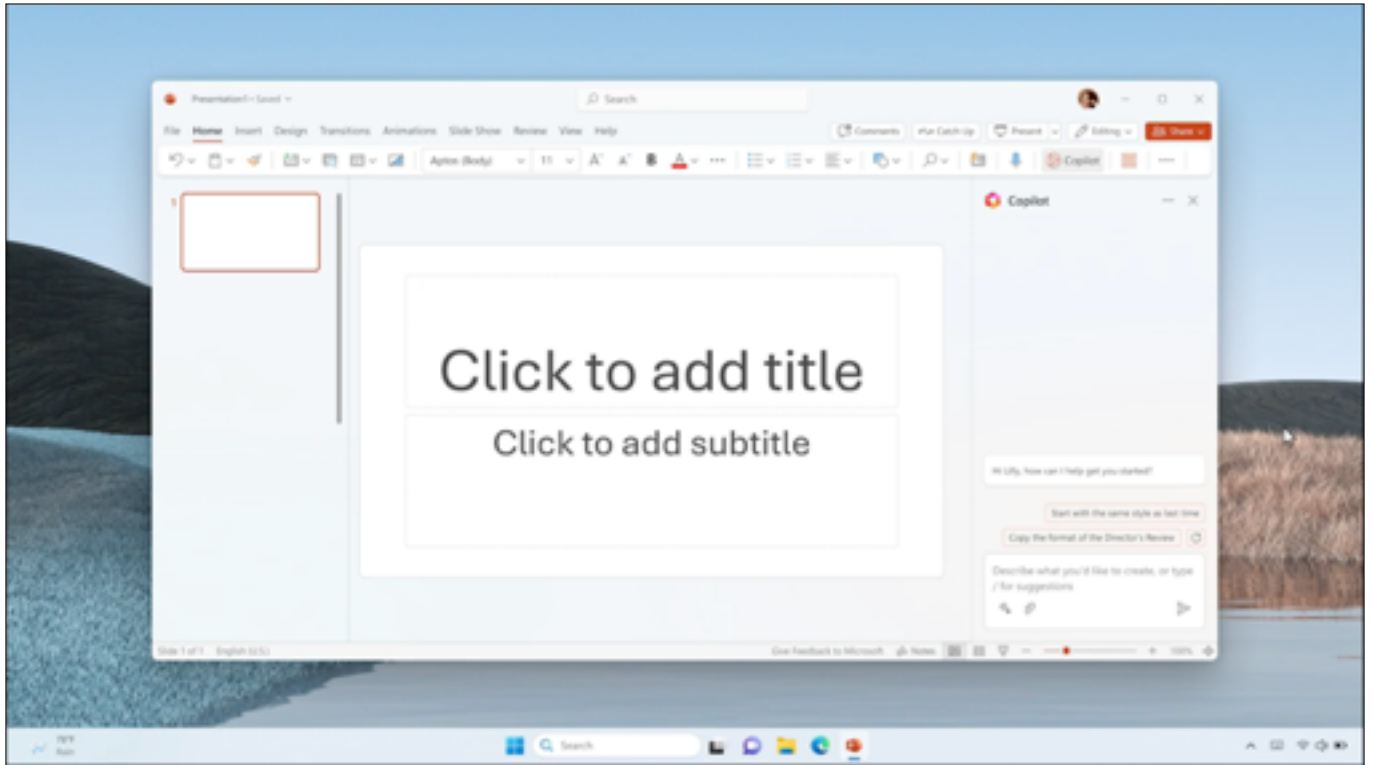 Presentation1 • Saved
Search
File Home Insert Design Transitions Animations Slide Show Review View Help
Comments Catch Up Present Editing Share
Aptos (Body) 11 A A B A Copilot
1
Copilot
Click to add title
Click to add subtitle
Hi Lilly, how can I help get you started?
Start with the same style as last time
Copy the format of the Director's Review
Describe what you'd like to create, or type
/ for suggestions
Slide 1 of 1 English (U.S.) Give Feedback to Microsoft Notes 100%
Search
Rain